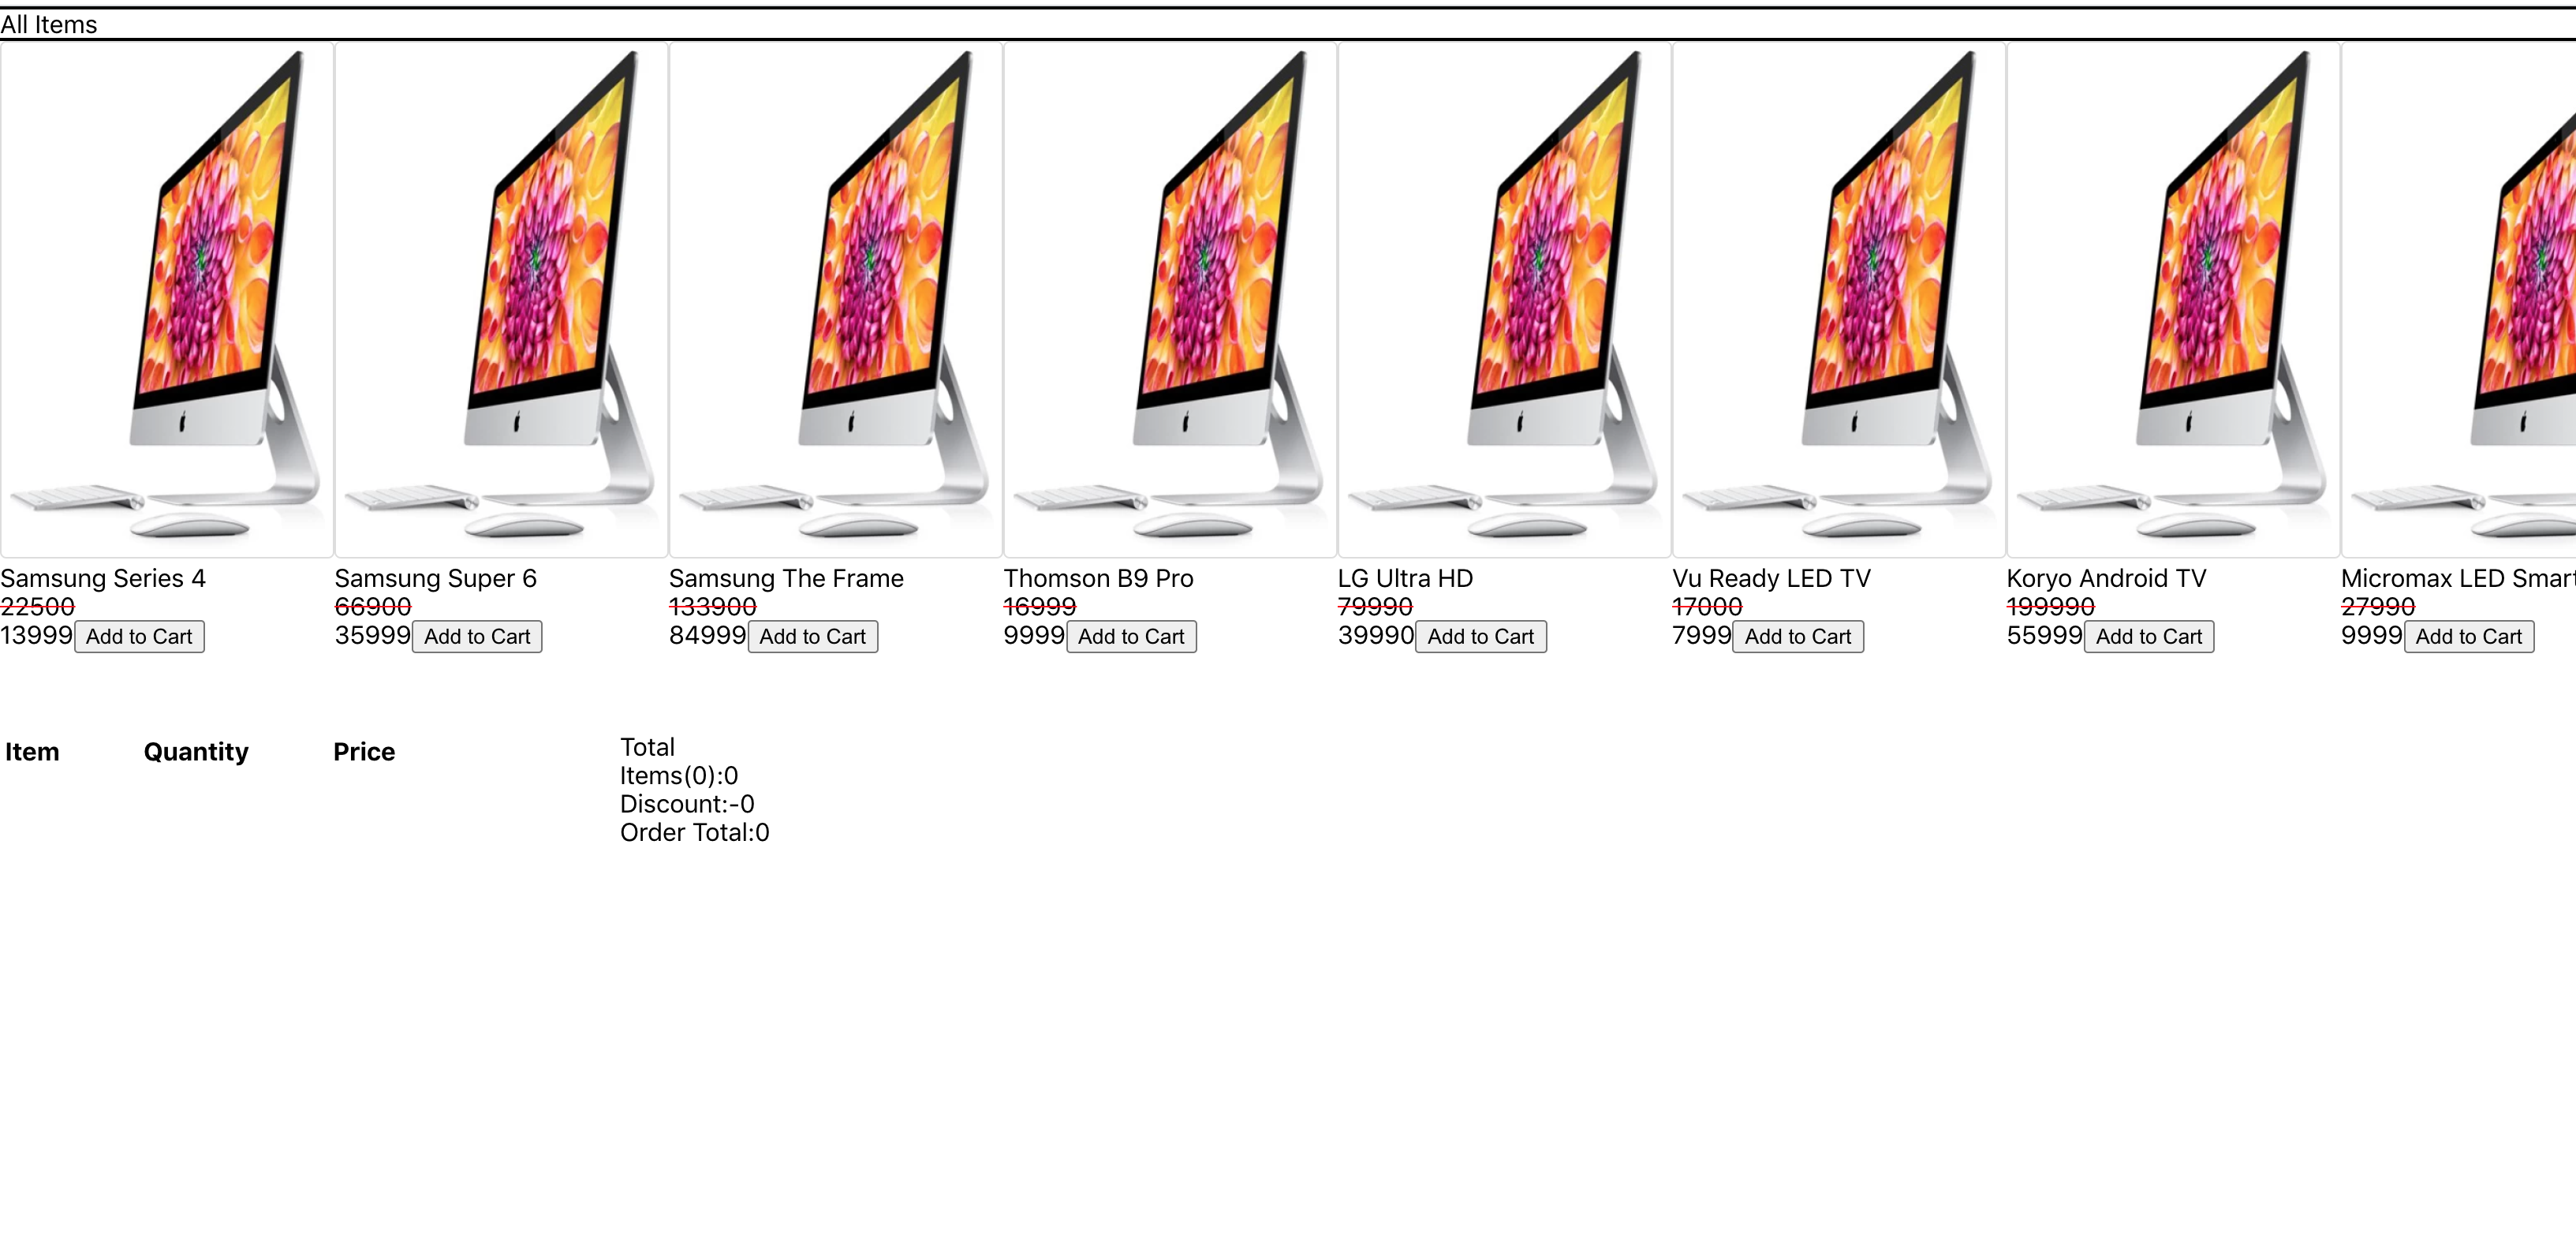 All Items
Samsung Series 4
22500
13999 Add to Cart
Samsung Super 6
66900
35999 Add to Cart
Samsung The Frame
133900
84999 Add to Cart
Thomson B9 Pro
16999
9999 Add to Cart
LG Ultra HD
79990
39990 Add to Cart
Vu Ready LED TV
17000
7999 Add to Cart
Koryo Android TV
199990
55999 Add to Cart
Micromax LED Smart
27990
9999 Add to Cart
Item Quantity Price
Total
Items(0):0
Discount:-0
Order Total:0